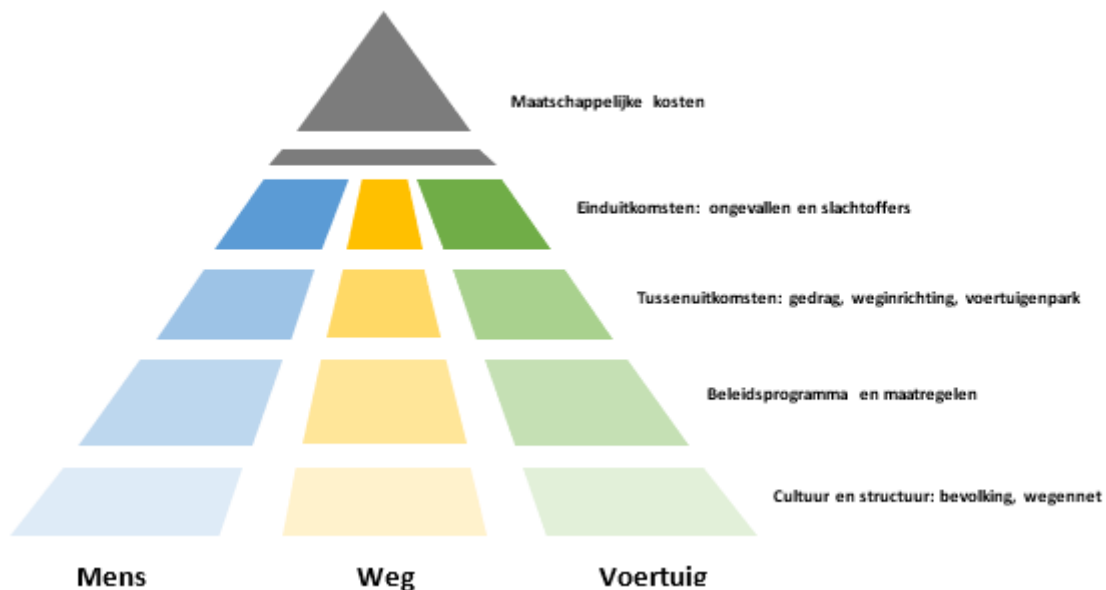 Maatschappelijke kosten
Einduitkomsten: ongevallen en slachtoffers
Tussenuitkomsten: gedrag, weginrichting, voertuigenpark
Beleidsprogramma en maatregelen
Cultuur en structuur: bevolking, wegennet
Mens Weg Voertuig